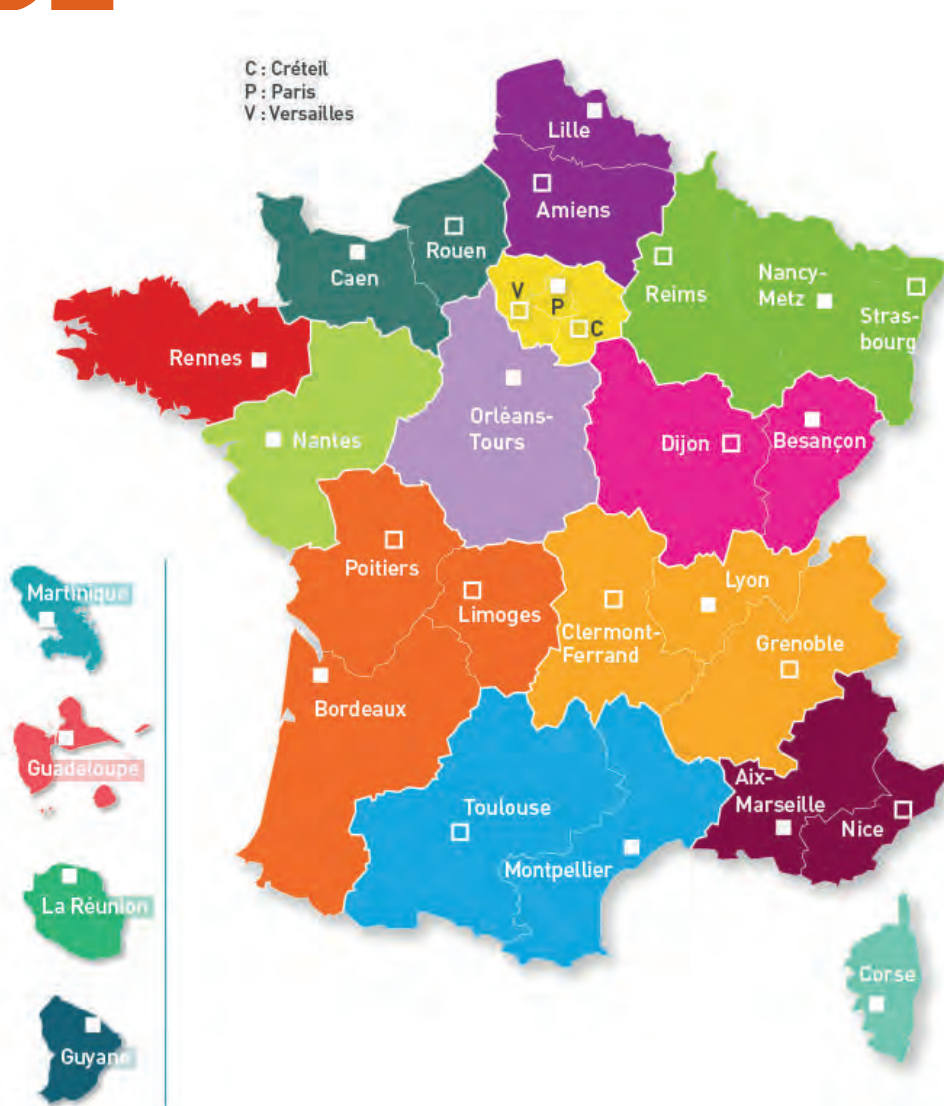 C : Créteil
P : Paris
V : Versailles
Lille
Amiens
Rouen
Caen
Reims
Nancy-
Metz
Stras-
bourg
V
P
C
Rennes
Orléans-
Tours
Nantes
Dijon
Besançon
Poitiers
Limoges
Lyon
Clermont-
Ferrand
Grenoble
Bordeaux
Aix-
Marseille
Nice
Toulouse
Montpellier
Corse
Martinique
Guadeloupe
La Réunion
Guyane